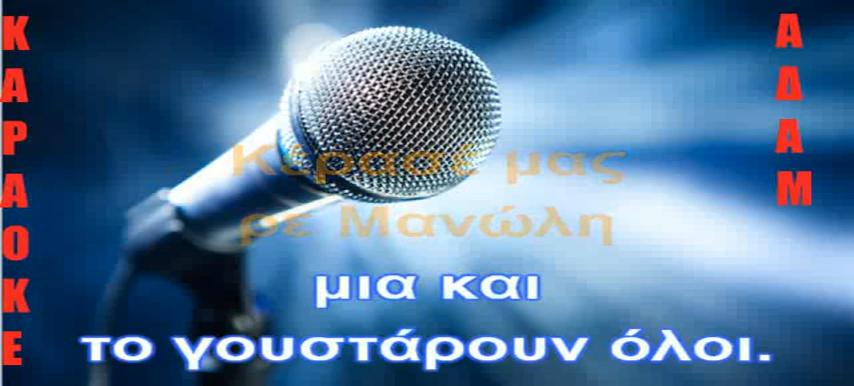 ΚΑΡΑΟΚΕ
ΑΔΑΜ
Κέρασέ μας
ρε Μανώλη
μια και
το γουστάρουν όλοι.